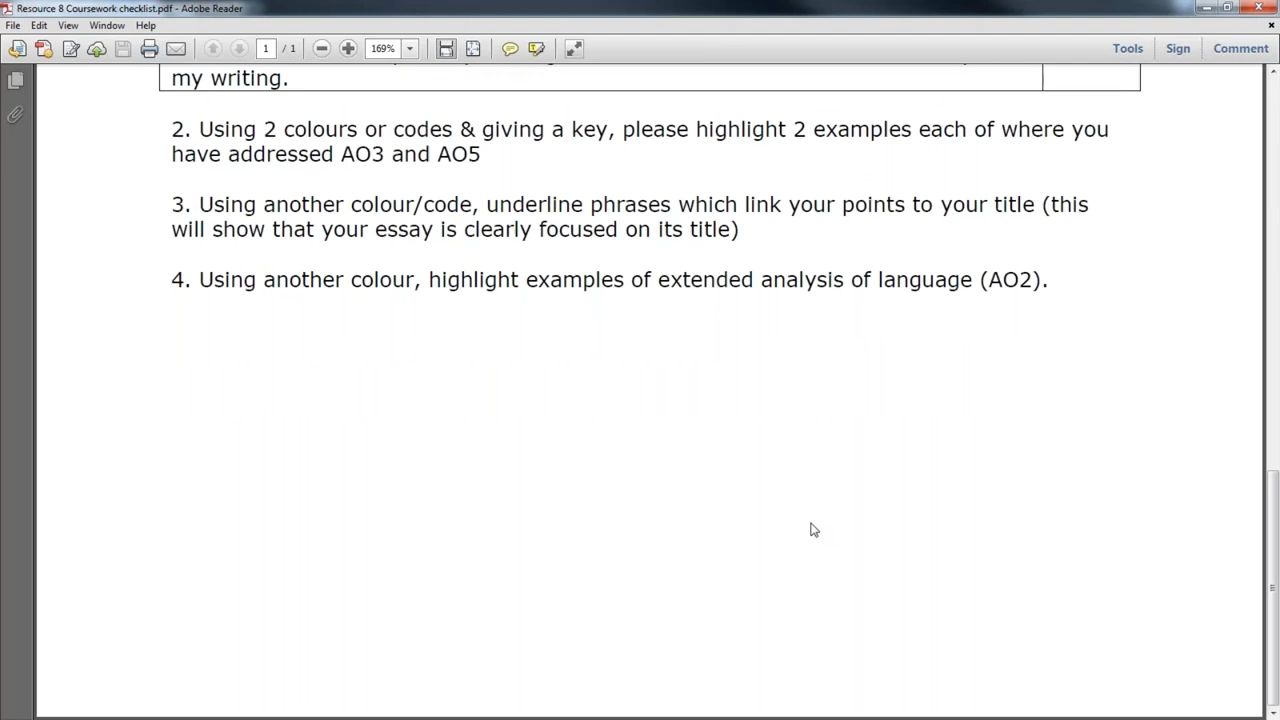 Resource 8 Coursework checklist.pdf - Adobe Reader
File Edit View Window Help
1 / 1 169% Tools Sign Comment
my writing.
2. Using 2 colours or codes & giving a key, please highlight 2 examples each of where you
have addressed AO3 and AO5
3. Using another colour/code, underline phrases which link your points to your title (this
will show that your essay is clearly focused on its title)
4. Using another colour, highlight examples of extended analysis of language (AO2).